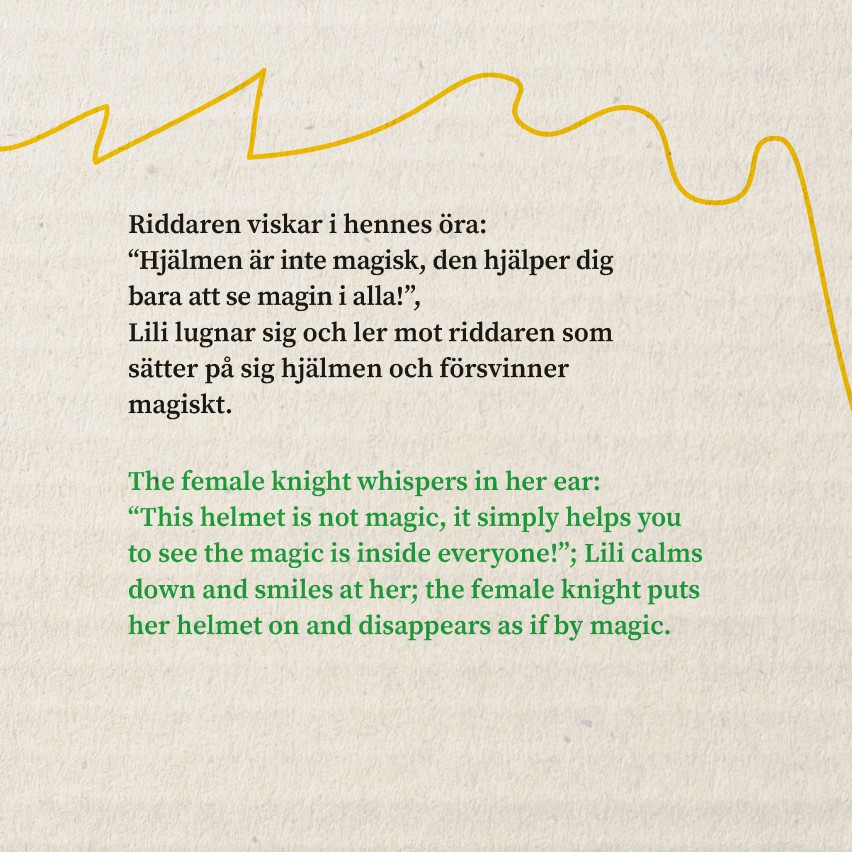 Riddaren viskar i hennes öra:
“Hjälmen är inte magisk, den hjälper dig
bara att se magin i alla!”,
Lili lugnar sig och ler mot riddaren som
sätter på sig hjälmen och försvinner
magiskt.
The female knight whispers in her ear:
“This helmet is not magic, it simply helps you
to see the magic is inside everyone!”; Lili calms
down and smiles at her; the female knight puts
her helmet on and disappears as if by magic.